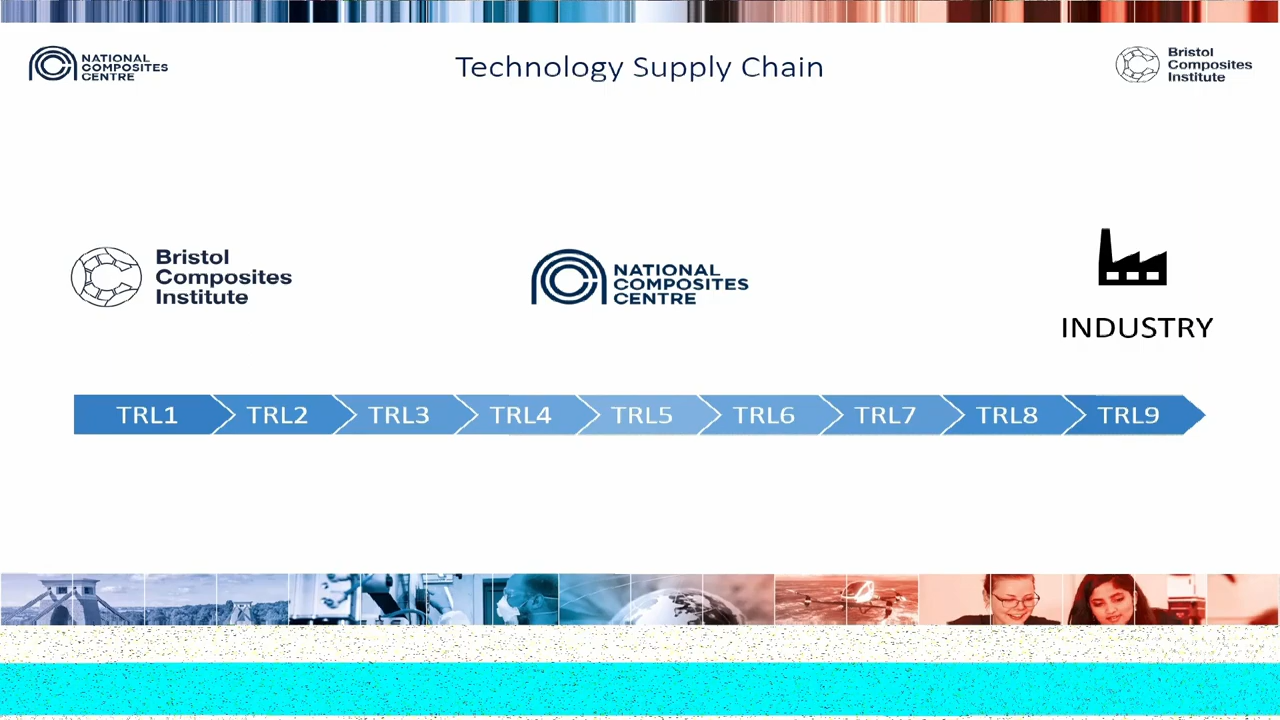 NATIONAL
COMPOSITES
CENTRE
Technology Supply Chain
Bristol
Composites
Institute
Bristol
Composites
Institute
NATIONAL
COMPOSITES
CENTRE
INDUSTRY
TRL1 TRL2 TRL3 TRL4 TRL5 TRL6 TRL7 TRL8 TRL9